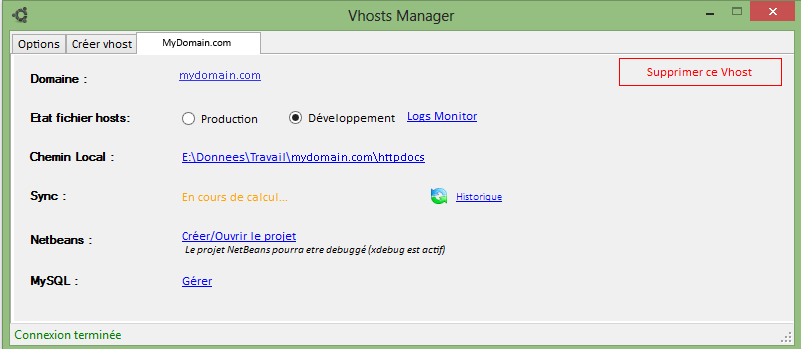 Vhosts Manager
Options Créer vhost MyDomain.com
Domaine : mydomain.com Supprimer ce Vhost
Etat fichier hosts: Production Développement Logs Monitor
Chemin Local : E:\Donnees\Travail\mydomain.com\httpdocs
Sync : En cours de calcul... Historique
Netbeans : Créer/Ouvrir le projet
Le projet NetBeans pourra etre debuggé (xdebug est actif)
MySQL : Gérer
Connexion terminée